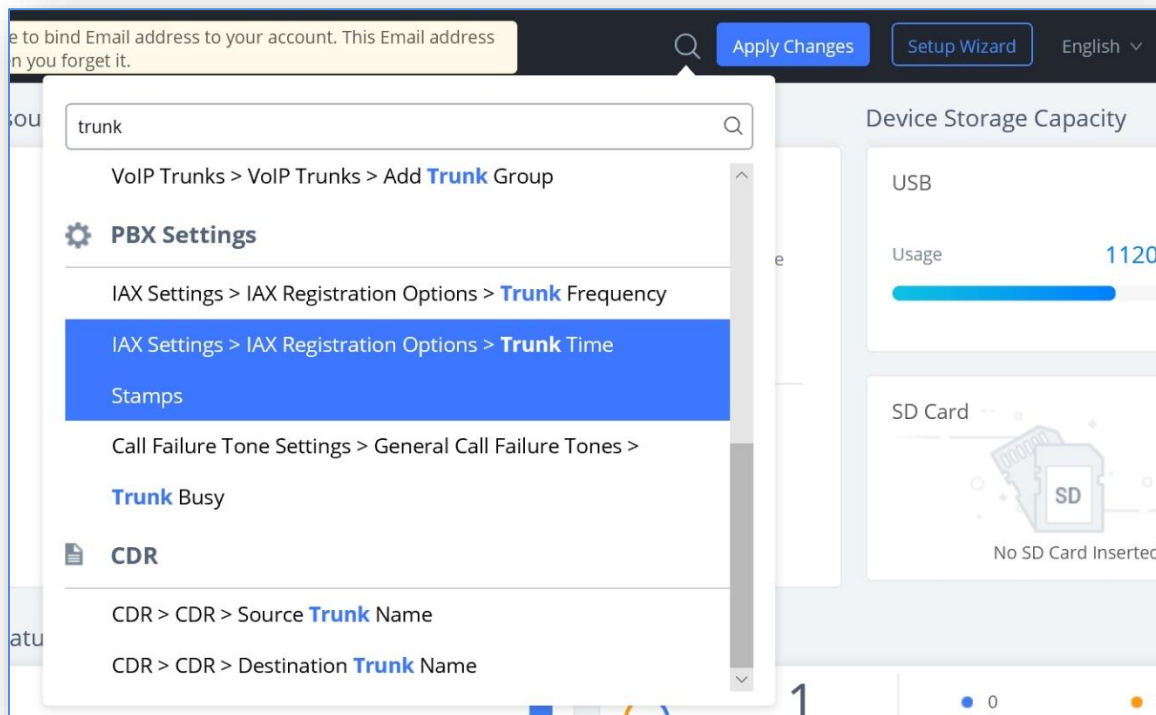 e to bind Email address to your account. This Email address
n you forget it.
Apply Changes
Setup Wizard
English
trunk
VoIP Trunks > VoIP Trunks > Add Trunk Group
PBX Settings
IAX Settings > IAX Registration Options > Trunk Frequency
IAX Settings > IAX Registration Options > Trunk Time
Stamps
Call Failure Tone Settings > General Call Failure Tones >
Trunk Busy
CDR
CDR > CDR > Source Trunk Name
CDR > CDR > Destination Trunk Name
Device Storage Capacity
USB
Usage
1120
SD Card
SD
No SD Card Inserted
1
0